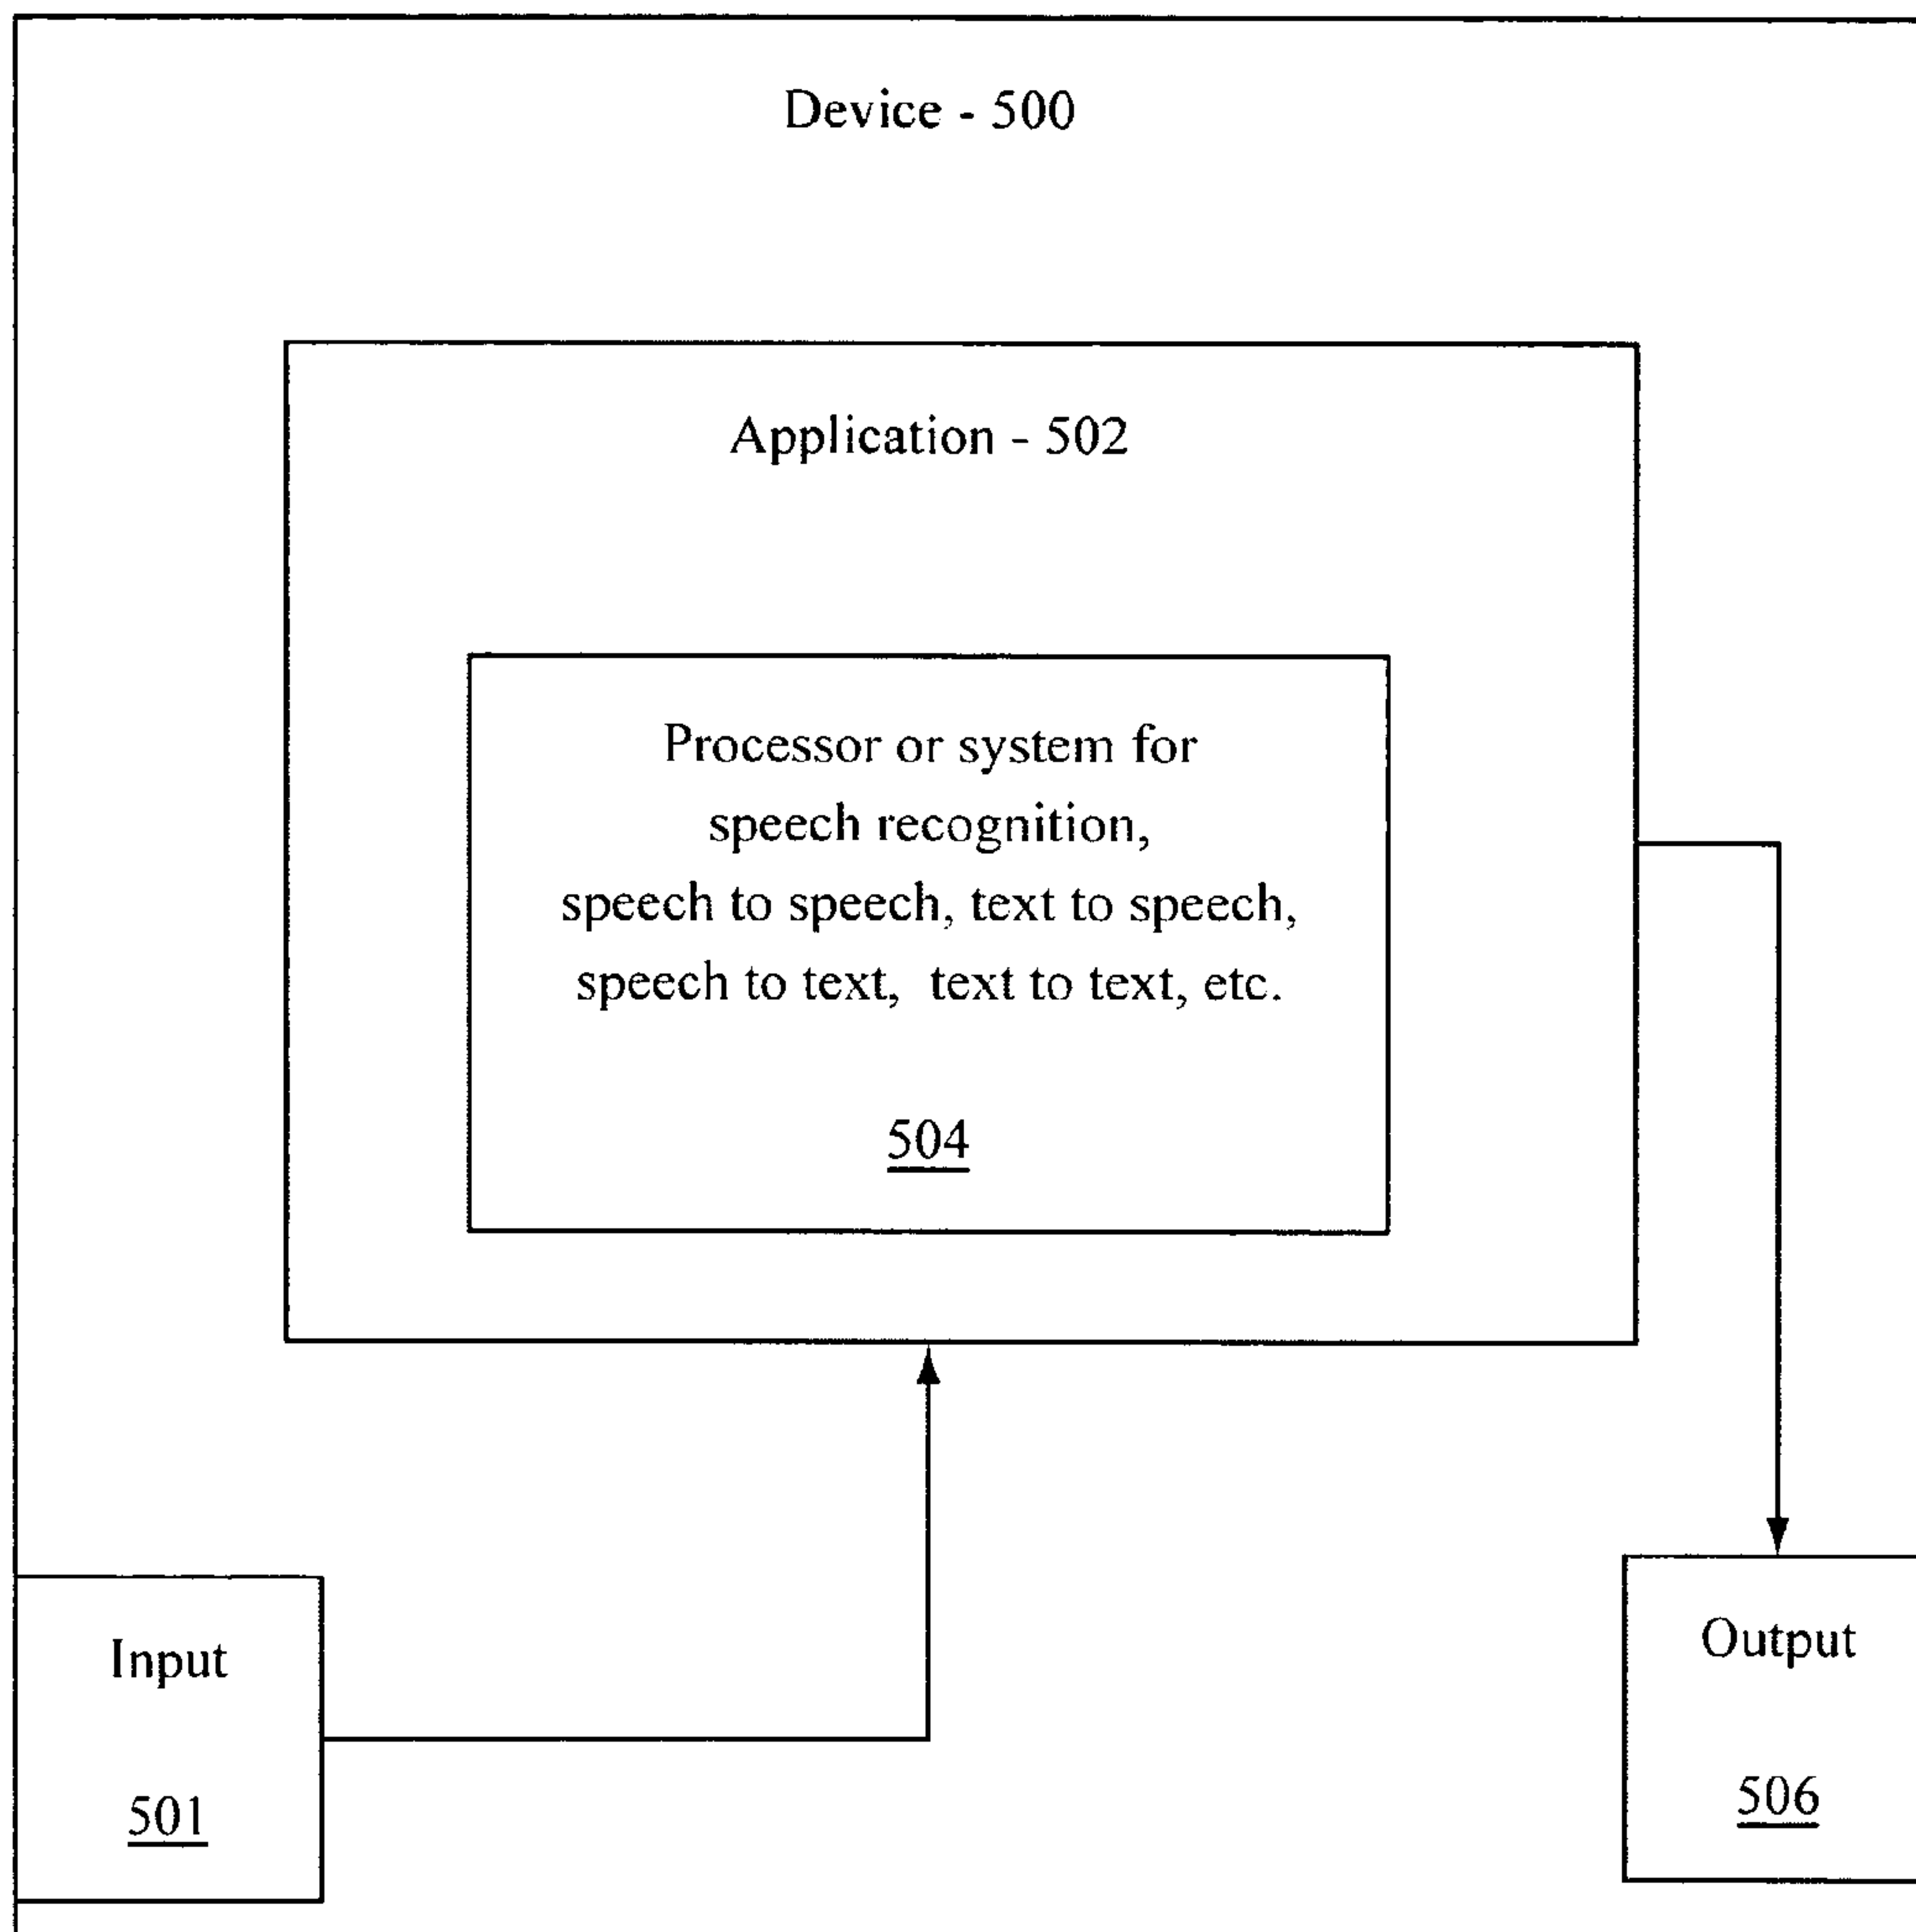 Device - 500
Application - 502
Processor or system for
speech recognition,
speech to speech, text to speech,
speech to text, text to text, etc.
504
Input
501
Output
506